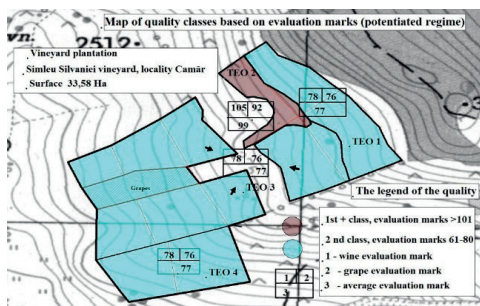 Map of quality classes based on evaluation marks (potentiated regime)
vn.
2512
Vineyard plantation
Simleu Silvaniei vineyard, locality Camăr
Surface 33,58 Ha
TEO 2
105 92
99
78 76
77
TEO 1
78 76
77
TEO 3
Grapes
78 76
77
TEO 4
The legend of the quality
1st + class, evaluation marks >101
2 nd class, evaluation marks 61-80
1 - wine evaluation mark
2 - grape evaluation mark
3 - average evaluation mark
1 2
3